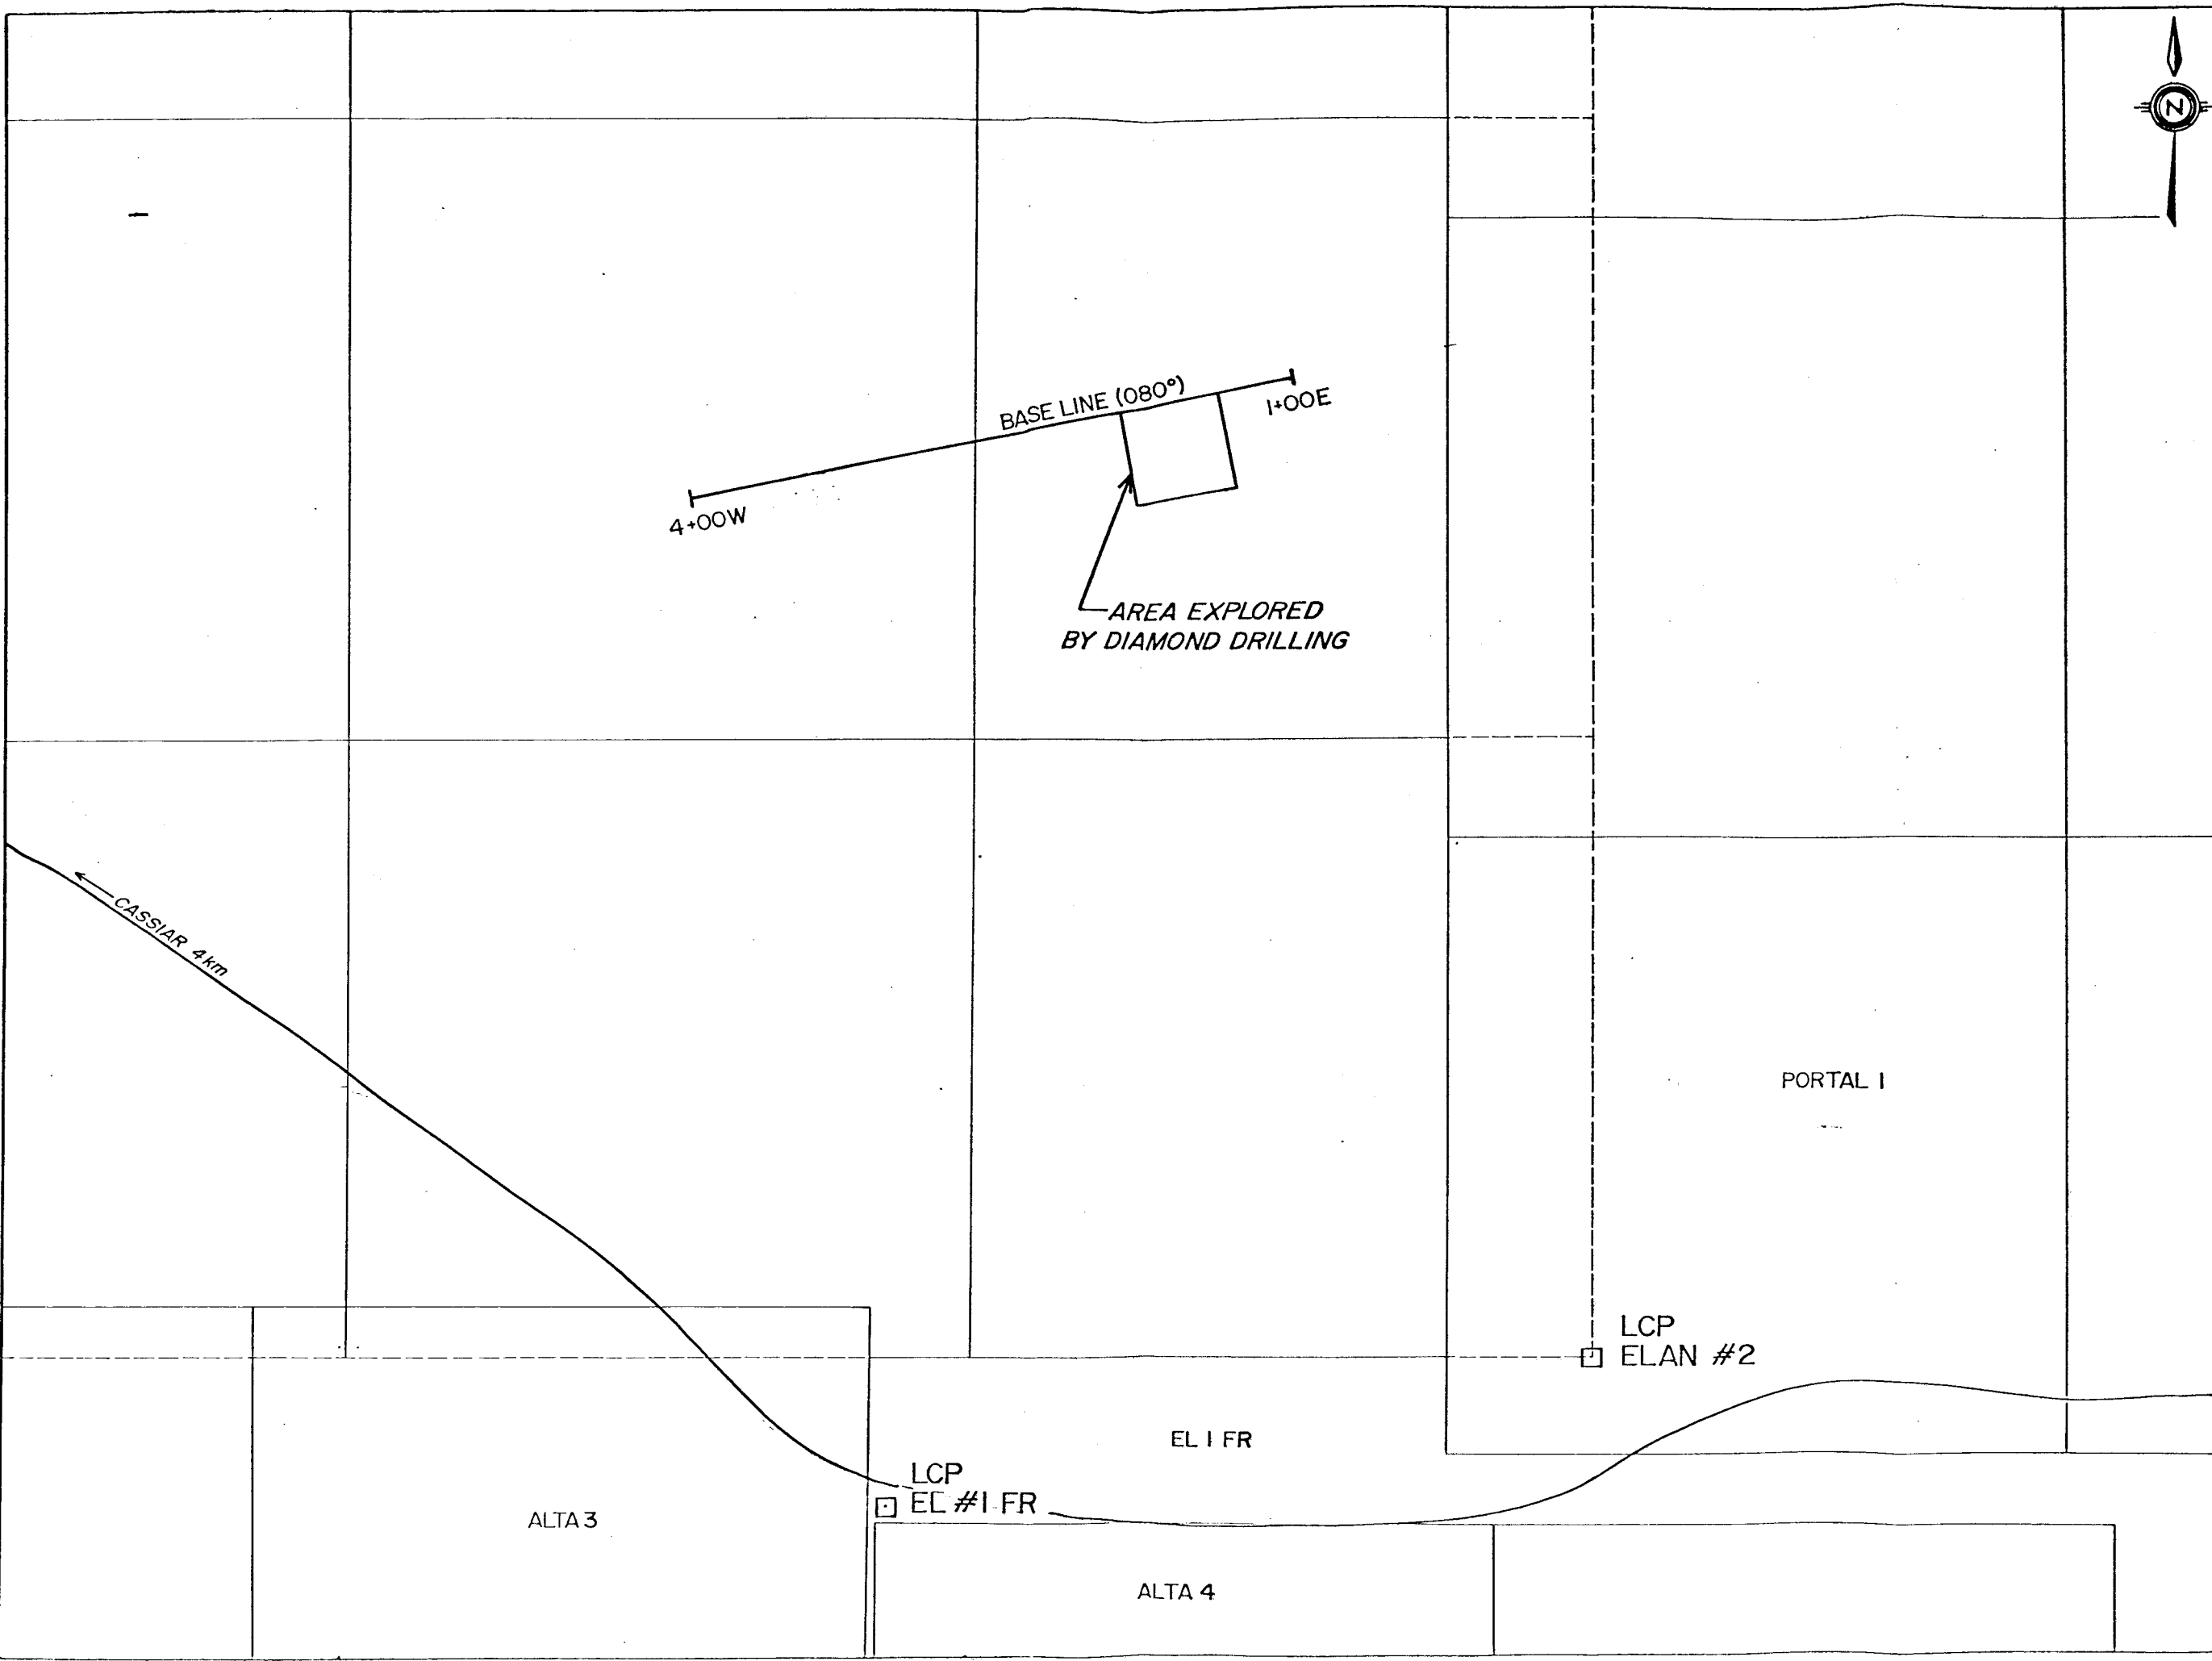 N
BASE LINE (080°)
1+00E
4+00W
AREA EXPLORED
BY DIAMOND DRILLING
CASSIAR 4km
PORTAL 1
LCP
ELAN #2
EL 1 FR
LCP
EL #1 FR
ALTA 3
ALTA 4